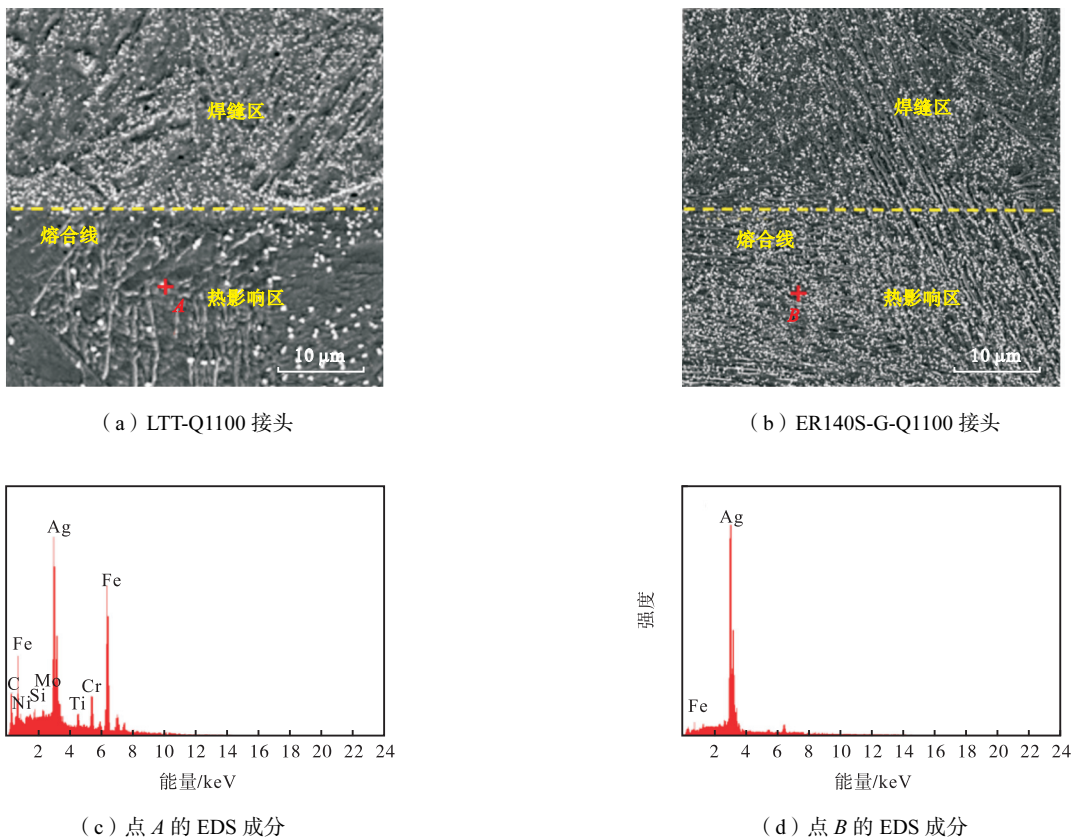 焊缝区
熔合线
A
热影响区
10 μm
(a)LTT-Q1100 接头
焊缝区
熔合线
B
热影响区
10 μm
(b)ER140S-G-Q1100 接头
Ag
Fe
Fe
C
Ni
Si
Mo
Ti
Cr
2 4 6 8 10 12 14 16 18 20 22 24
能量/keV
(c)点 A 的 EDS 成分
强度
Ag
Fe
2 4 6 8 10 12 14 16 18 20 22 24
能量/keV
(d)点 B 的 EDS 成分